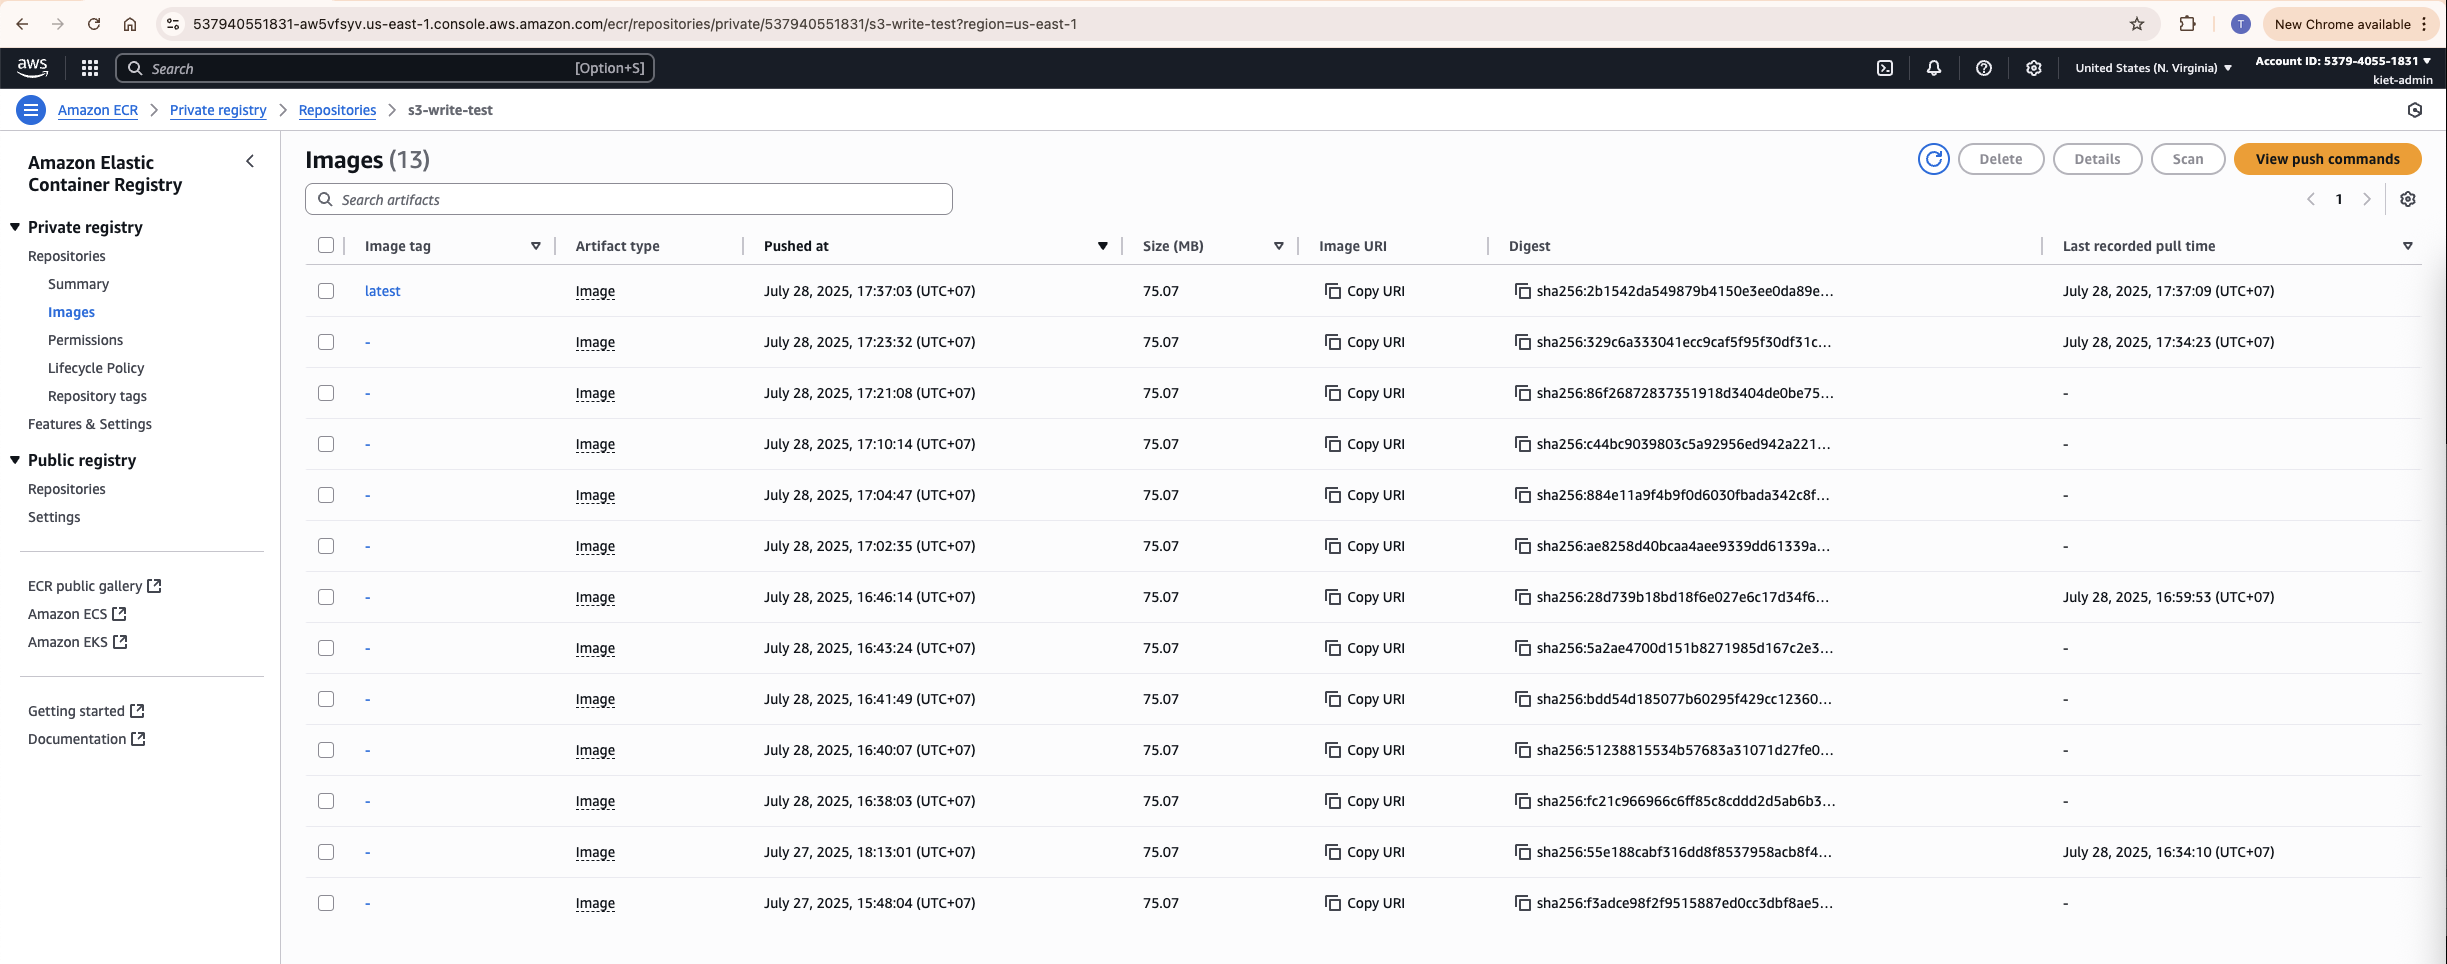 537940551831-aw5vfsyv.us-east-1.console.aws.amazon.com/ecr/repositories/private/537940551831/s3-write-test?region=us-east-1
T
New Chrome available
aws
Search
[Option+S]
United States (N. Virginia)
Account ID: 5379-4055-1831
kiet-admin
Amazon ECR > Private registry > Repositories > s3-write-test
Amazon Elastic
Container Registry
Private registry
Repositories
Summary
Images
Permissions
Lifecycle Policy
Repository tags
Features & Settings
Public registry
Repositories
Settings
ECR public gallery
Amazon ECS
Amazon EKS
Getting started
Documentation
Images (13)
Delete
Details
Scan
View push commands
Search artifacts
1
Image tag Artifact type Pushed at Size (MB) Image URI Digest Last recorded pull time
latest Image July 28, 2025, 17:37:03 (UTC+07) 75.07 Copy URI sha256:2b1542da549879b4150e3ee0da89e... July 28, 2025, 17:37:09 (UTC+07)
- Image July 28, 2025, 17:23:32 (UTC+07) 75.07 Copy URI sha256:329c6a333041ecc9caf5f95f30df31c... July 28, 2025, 17:34:23 (UTC+07)
- Image July 28, 2025, 17:21:08 (UTC+07) 75.07 Copy URI sha256:86f26872837351918d3404de0be75... -
- Image July 28, 2025, 17:10:14 (UTC+07) 75.07 Copy URI sha256:c44bc9039803c5a92956ed942a221... -
- Image July 28, 2025, 17:04:47 (UTC+07) 75.07 Copy URI sha256:884e11a9f4b9f0d6030fbada342c8f... -
- Image July 28, 2025, 17:02:35 (UTC+07) 75.07 Copy URI sha256:ae8258d40bcaa4aee9339dd61339a... -
- Image July 28, 2025, 16:46:14 (UTC+07) 75.07 Copy URI sha256:28d739b18bd18f6e027e6c17d34f6... July 28, 2025, 16:59:53 (UTC+07)
- Image July 28, 2025, 16:43:24 (UTC+07) 75.07 Copy URI sha256:5a2ae4700d151b8271985d167c2e3... -
- Image July 28, 2025, 16:41:49 (UTC+07) 75.07 Copy URI sha256:bdd54d185077b60295f429cc12360... -
- Image July 28, 2025, 16:40:07 (UTC+07) 75.07 Copy URI sha256:51238815534b57683a31071d27fe0... -
- Image July 28, 2025, 16:38:03 (UTC+07) 75.07 Copy URI sha256:fc21c966966c6ff85c8cddd2d5ab6b3... -
- Image July 27, 2025, 18:13:01 (UTC+07) 75.07 Copy URI sha256:55e188cabf316dd8f8537958acb8f4... July 28, 2025, 16:34:10 (UTC+07)
- Image July 27, 2025, 15:48:04 (UTC+07) 75.07 Copy URI sha256:f3adce98f2f9515887ed0cc3dbf8ae5... -